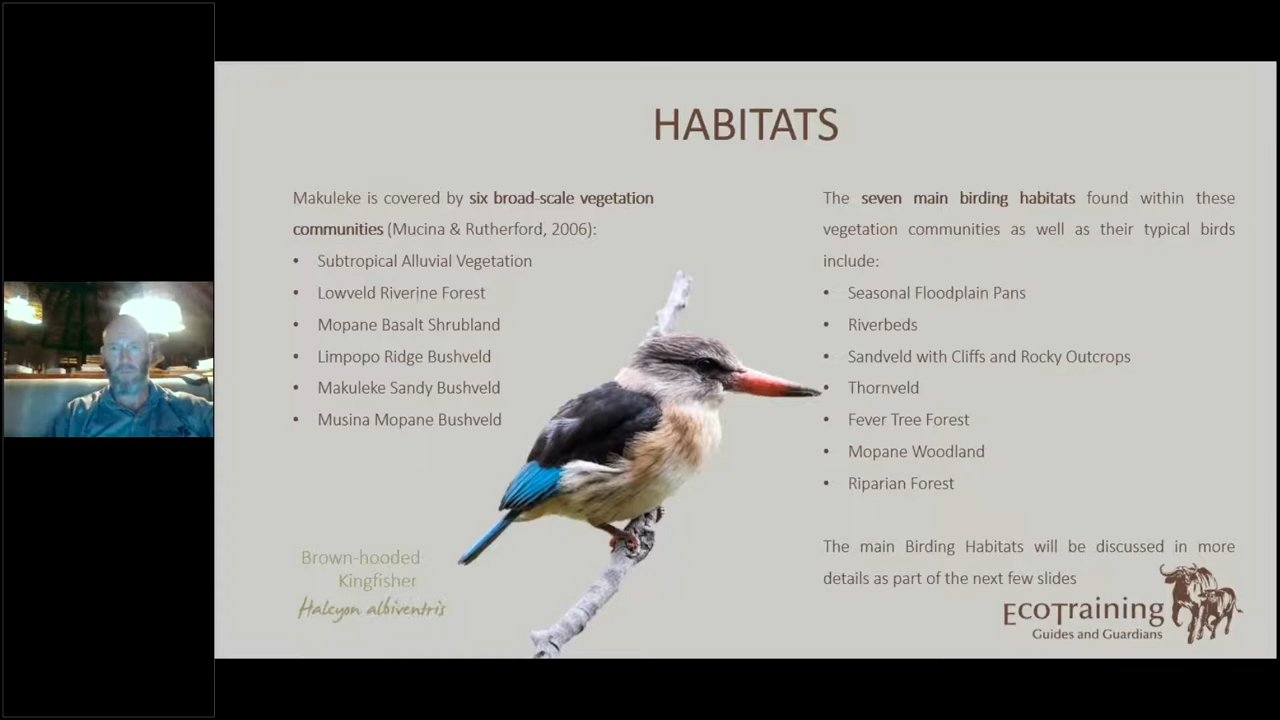 HABITATS
Makuleke is covered by six broad-scale vegetation
communities (Mucina & Rutherford, 2006):
• Subtropical Alluvial Vegetation
• Lowveld Riverine Forest
• Mopane Basalt Shrubland
• Limpopo Ridge Bushveld
• Makuleke Sandy Bushveld
• Musina Mopane Bushveld
Brown-hooded
Kingfisher
Halcyon albiventris
The seven main birding habitats found within these
vegetation communities as well as their typical birds
include:
• Seasonal Floodplain Pans
• Riverbeds
• Sandveld with Cliffs and Rocky Outcrops
• Thornveld
• Fever Tree Forest
• Mopane Woodland
• Riparian Forest
The main Birding Habitats will be discussed in more
details as part of the next few slides
EcoTraining
Guides and Guardians